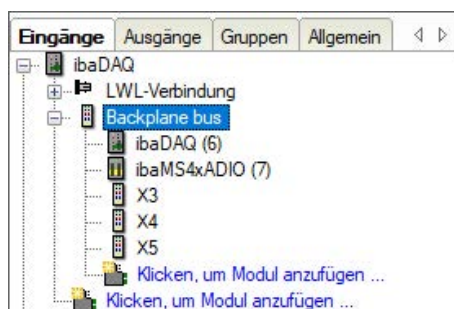 Eingänge Ausgänge Gruppen Allgemein
ibaDAQ
LWL-Verbindung
Backplane bus
ibaDAQ (6)
ibaMS4xADIO (7)
X3
X4
X5
Klicken, um Modul anzufügen ...
Klicken, um Modul anzufügen ...